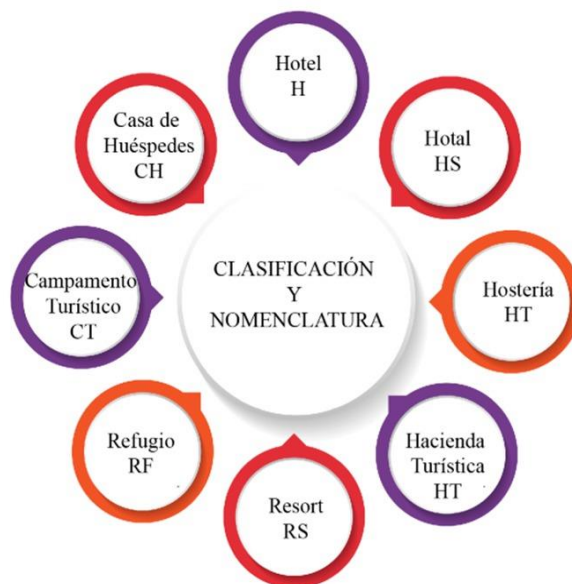 Hotel
H
Hotal
HS
Hostería
HT
Hacienda
Turística
HT
Resort
RS
Refugio
RF
Campamento
Turístico
CT
Casa de
Huéspedes
CH
CLASIFICACIÓN
Y
NOMENCLATURA